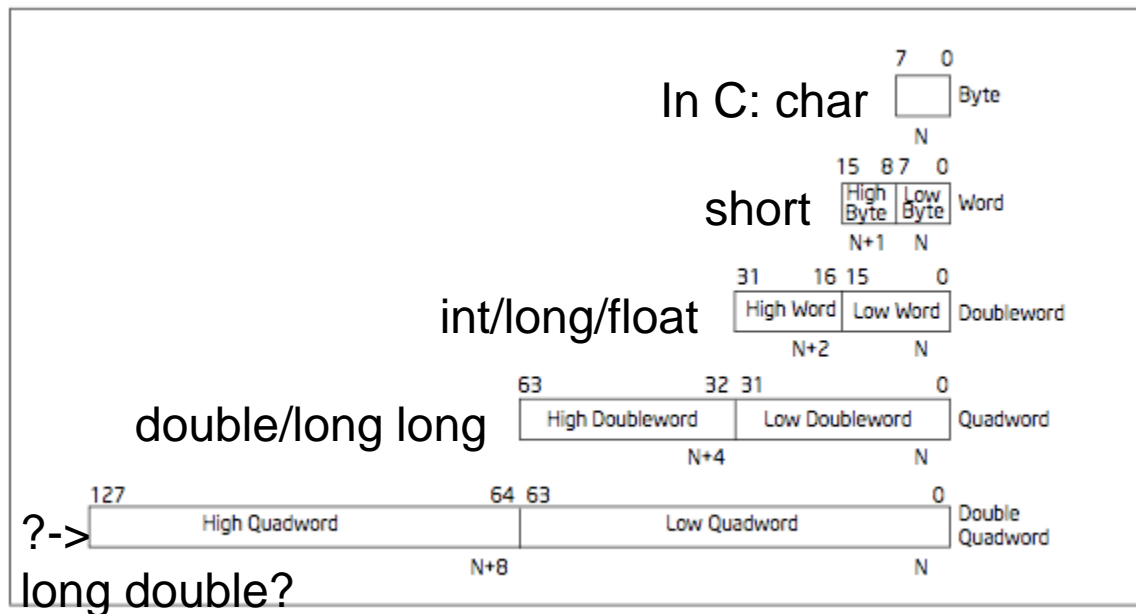 7 0
In C: char Byte
N
15 8 7 0
short High Byte Low Byte Word
N+1 N
31 16 15 0
int/long/float High Word Low Word Doubleword
N+2 N
63 32 31 0
double/long long High Doubleword Low Doubleword Quadword
N+4 N
127 64 63 0
?-> High Quadword Low Quadword Double Quadword
N+8 N
long double?